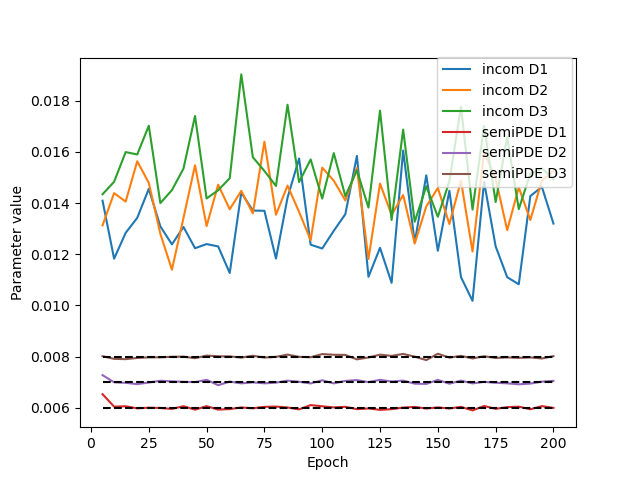 0.018
0.016
0.014
0.012
0.010
0.008
0.006
Parameter value
0
25
50
75
100
125
150
175
200
Epoch
incom D1
incom D2
incom D3
semiPDE D1
semiPDE D2
semiPDE D3